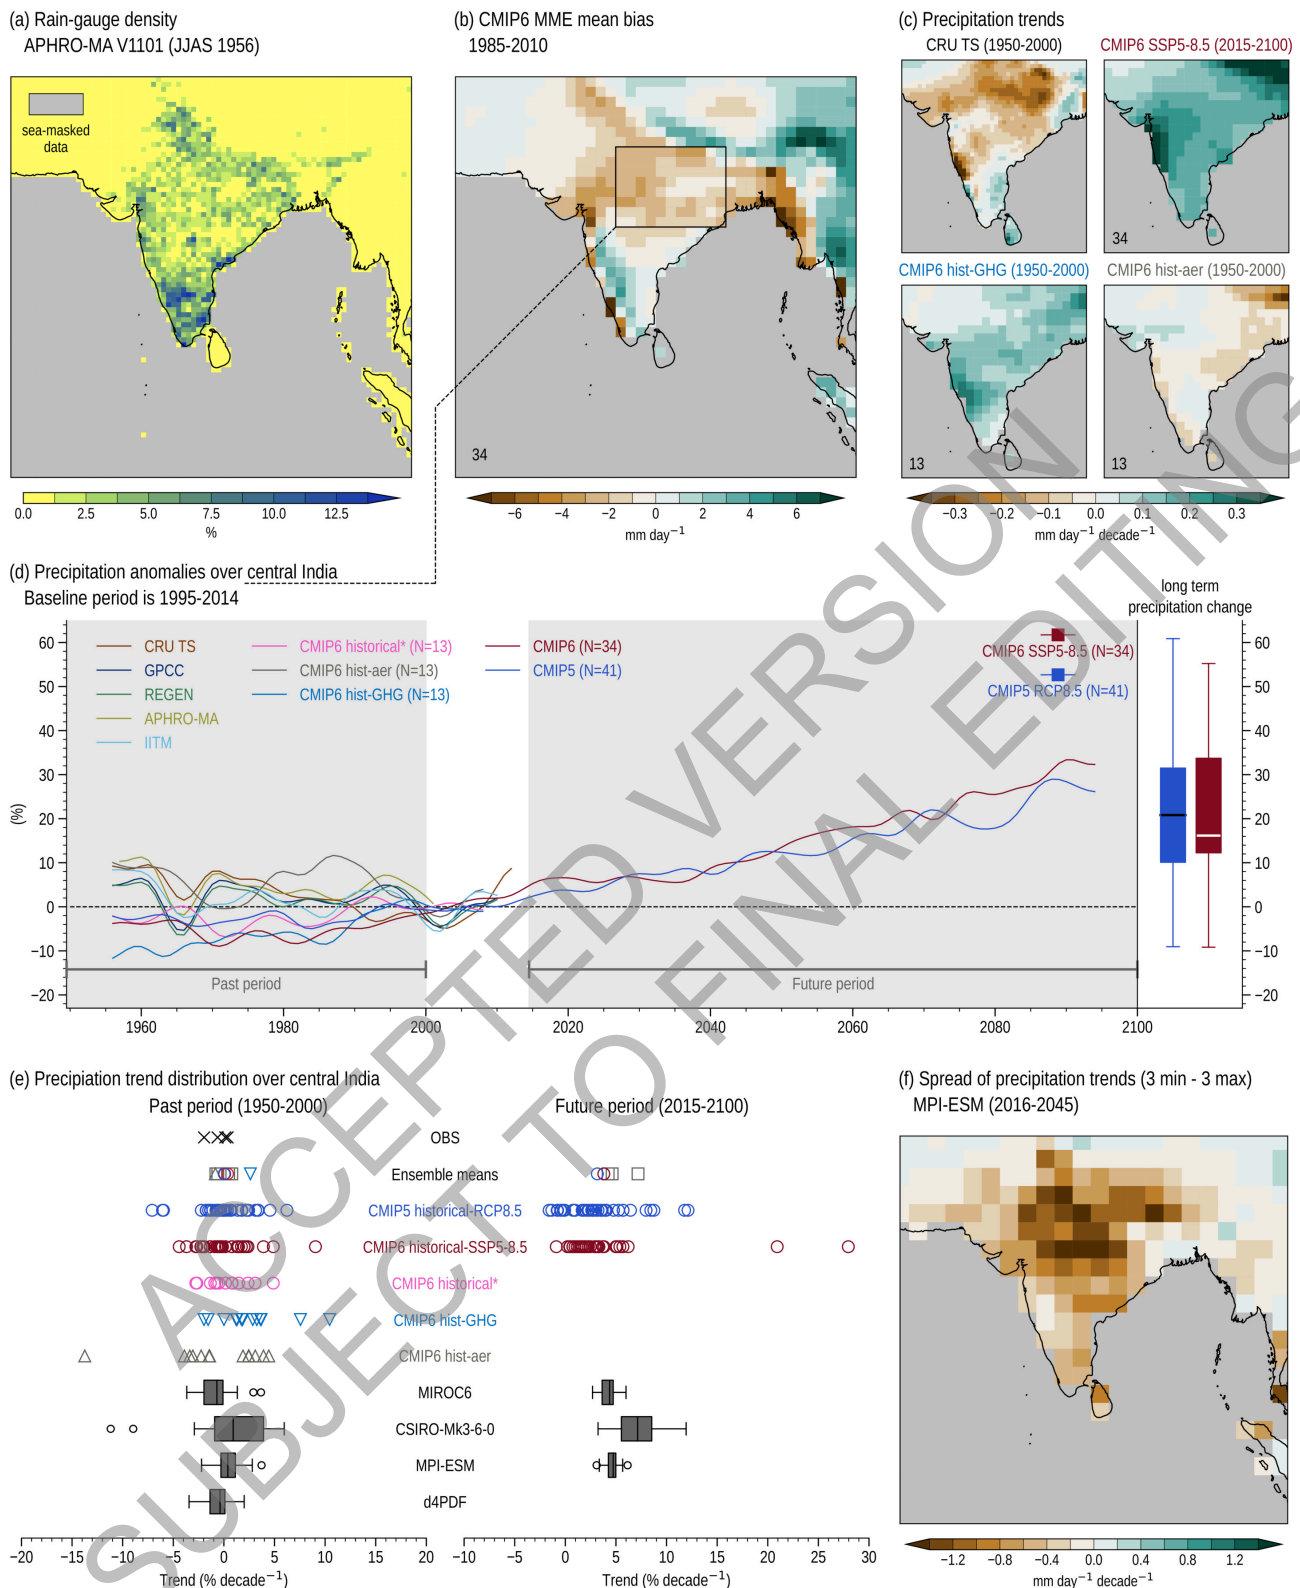 (a) Rain-gauge density
APHRO-MA V1101 (JJAS 1956)
sea-masked
data
0.0 2.5 5.0 7.5 10.0 12.5
%
(b) CMIP6 MME mean bias
1985-2010
34
−6 −4 −2 0 2 4 6
mm day−1
(c) Precipitation trends
CRU TS (1950-2000)
CMIP6 SSP5-8.5 (2015-2100)
34
CMIP6 hist-GHG (1950-2000)
CMIP6 hist-aer (1950-2000)
13
13
−0.3 −0.2 −0.1 0.0 0.1 0.2 0.3
mm day−1 decade−1
(d) Precipitation anomalies over central India
Baseline period is 1995-2014
long term
precipitation change
CRU TS
GPCC
REGEN
APHRO-MA
IITM
CMIP6 historical* (N=13)
CMIP6 hist-aer (N=13)
CMIP6 hist-GHG (N=13)
CMIP6 (N=34)
CMIP5 (N=41)
CMIP6 SSP5-8.5 (N=34)
CMIP5 RCP8.5 (N=41)
60
50
40
30
20
10
0
−10
−20
(%)
60
50
40
30
20
10
0
−10
−20
Past period
Future period
1960 1980 2000 2020 2040 2060 2080 2100
(e) Precipiation trend distribution over central India
Past period (1950-2000)
Future period (2015-2100)
OBS
Ensemble means
CMIP5 historical-RCP8.5
CMIP6 historical-SSP5-8.5
CMIP6 historical*
CMIP6 hist-GHG
CMIP6 hist-aer
MIROC6
CSIRO-Mk3-6-0
MPI-ESM
d4PDF
−20 −15 −10 −5 0 5 10 15 20
Trend (% decade−1)
−10 −5 0 5 10 15 20 25 30
Trend (% decade−1)
(f) Spread of precipitation trends (3 min - 3 max)
MPI-ESM (2016-2045)
−1.2 −0.8 −0.4 0.0 0.4 0.8 1.2
mm day−1 decade−1
ACCEPTED VERSION
SUBJECT TO FINAL EDITING